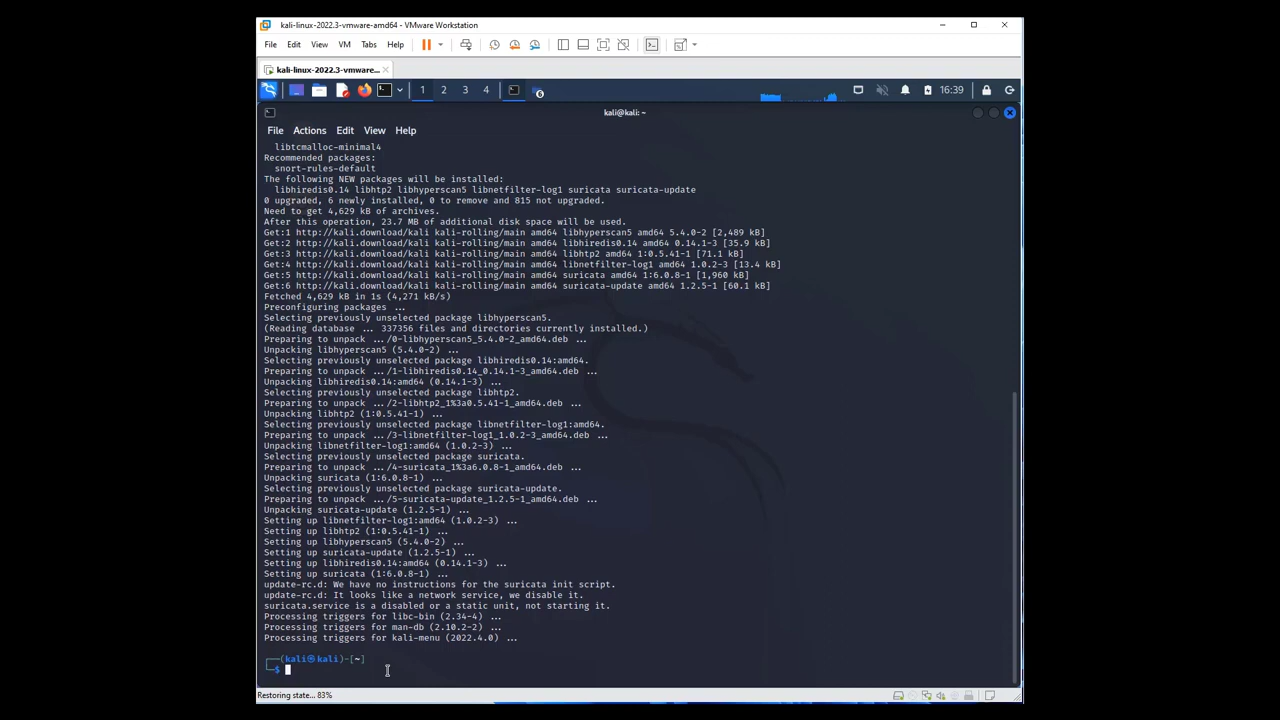 kali-linux-2022.3-vmware-amd64 - VMware Workstation
File Edit View VM Tabs Help
kali-linux-2022.3-vmware...
1 2 3 4 6 16:39
kali@kali: ~
File Actions Edit View Help
libtcmalloc-minimal4
Recommended packages:
snort-rules-default
The following NEW packages will be installed:
libhiredis0.14 libhtp2 libhyperscan5 libnetfilter-log1 suricata suricata-update
0 upgraded, 6 newly installed, 0 to remove and 815 not upgraded.
Need to get 4,629 kB of archives.
After this operation, 23.7 MB of additional disk space will be used.
Get:1 http://kali.download/kali kali-rolling/main amd64 libhyperscan5 amd64 5.4.0-2 [2,489 kB]
Get:2 http://kali.download/kali kali-rolling/main amd64 libhiredis0.14 amd64 0.14.1-3 [35.9 kB]
Get:3 http://kali.download/kali kali-rolling/main amd64 libhtp2 amd64 1:0.5.41-1 [71.1 kB]
Get:4 http://kali.download/kali kali-rolling/main amd64 libnetfilter-log1 amd64 1.0.2-3 [13.4 kB]
Get:5 http://kali.download/kali kali-rolling/main amd64 suricata amd64 1:6.0.8-1 [1,960 kB]
Get:6 http://kali.download/kali kali-rolling/main amd64 suricata-update amd64 1.2.5-1 [60.1 kB]
Fetched 4,629 kB in 1s (4,271 kB/s)
Preconfiguring packages ...
Selecting previously unselected package libhyperscan5.
(Reading database ... 337356 files and directories currently installed.)
Preparing to unpack .../0-libhyperscan5_5.4.0-2_amd64.deb ...
Unpacking libhyperscan5 (5.4.0-2) ...
Selecting previously unselected package libhiredis0.14:amd64.
Preparing to unpack .../1-libhiredis0.14_0.14.1-3_amd64.deb ...
Unpacking libhiredis0.14:amd64 (0.14.1-3) ...
Selecting previously unselected package libhtp2.
Preparing to unpack .../2-libhtp2_1%3a0.5.41-1_amd64.deb ...
Unpacking libhtp2 (1:0.5.41-1) ...
Selecting previously unselected package libnetfilter-log1:amd64.
Preparing to unpack .../3-libnetfilter-log1_1.0.2-3_amd64.deb ...
Unpacking libnetfilter-log1:amd64 (1.0.2-3) ...
Selecting previously unselected package suricata.
Preparing to unpack .../4-suricata_1%3a6.0.8-1_amd64.deb ...
Unpacking suricata (1:6.0.8-1) ...
Selecting previously unselected package suricata-update.
Preparing to unpack .../5-suricata-update_1.2.5-1_amd64.deb ...
Unpacking suricata-update (1.2.5-1) ...
Setting up libnetfilter-log1:amd64 (1.0.2-3) ...
Setting up libhtp2 (1:0.5.41-1) ...
Setting up libhyperscan5 (5.4.0-2) ...
Setting up suricata-update (1.2.5-1) ...
Setting up libhiredis0.14:amd64 (0.14.1-3) ...
Setting up suricata (1:6.0.8-1) ...
update-rc.d: We have no instructions for the suricata init script.
update-rc.d: It looks like a network service, we disable it.
suricata.service is a disabled or a static unit, not starting it.
Processing triggers for libc-bin (2.34-4) ...
Processing triggers for man-db (2.10.2-2) ...
Processing triggers for kali-menu (2022.4.0) ...
┌──(kali㉿kali)-[~]
└─$
Restoring state... 83%